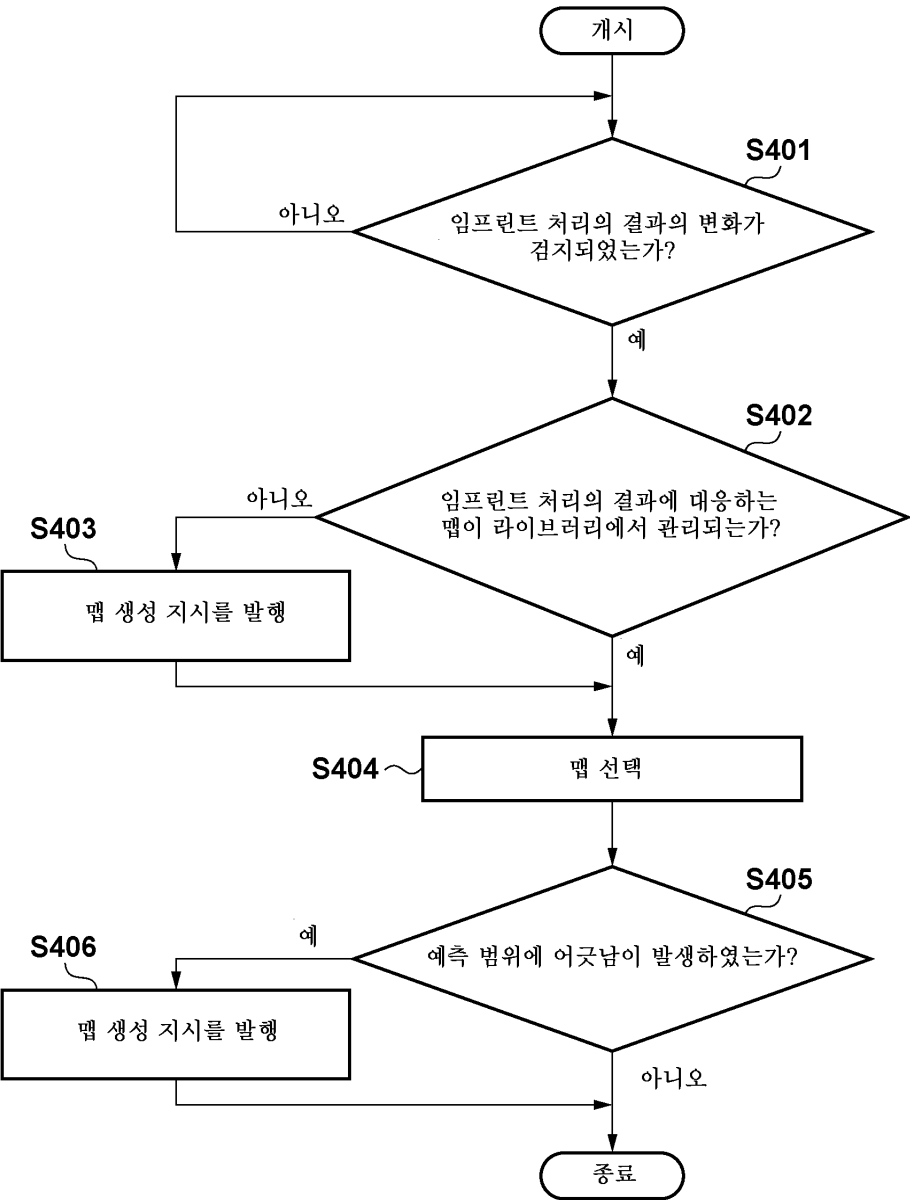 개시
S401
아니오
임프린트 처리의 결과의 변화가
검지되었는가?
예
S402
아니오
임프린트 처리의 결과에 대응하는
맵이 라이브러리에서 관리되는가?
S403
맵 생성 지시를 발행
예
S404
맵 선택
S405
예
예측 범위에 어긋남이 발생하였는가?
S406
맵 생성 지시를 발행
아니오
종료